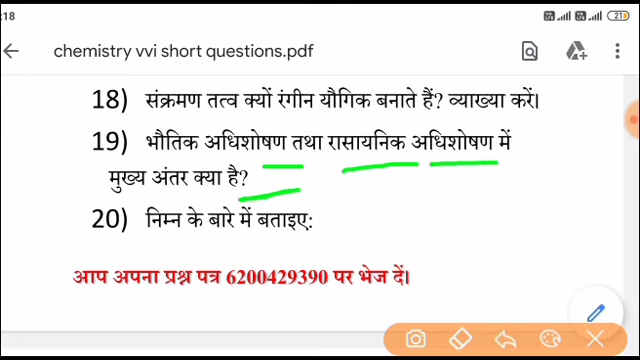 :18
21
chemistry vvi short questions.pdf
18) संक्रमण तत्व क्यों रंगीन यौगिक बनाते हैं? व्याख्या करें।
19) भौतिक अधिशोषण तथा रासायनिक अधिशोषण में
मुख्य अंतर क्या है?
20) निम्न के बारे में बताइए:
आप अपना प्रश्न पत्र 6200429390 पर भेज दें।